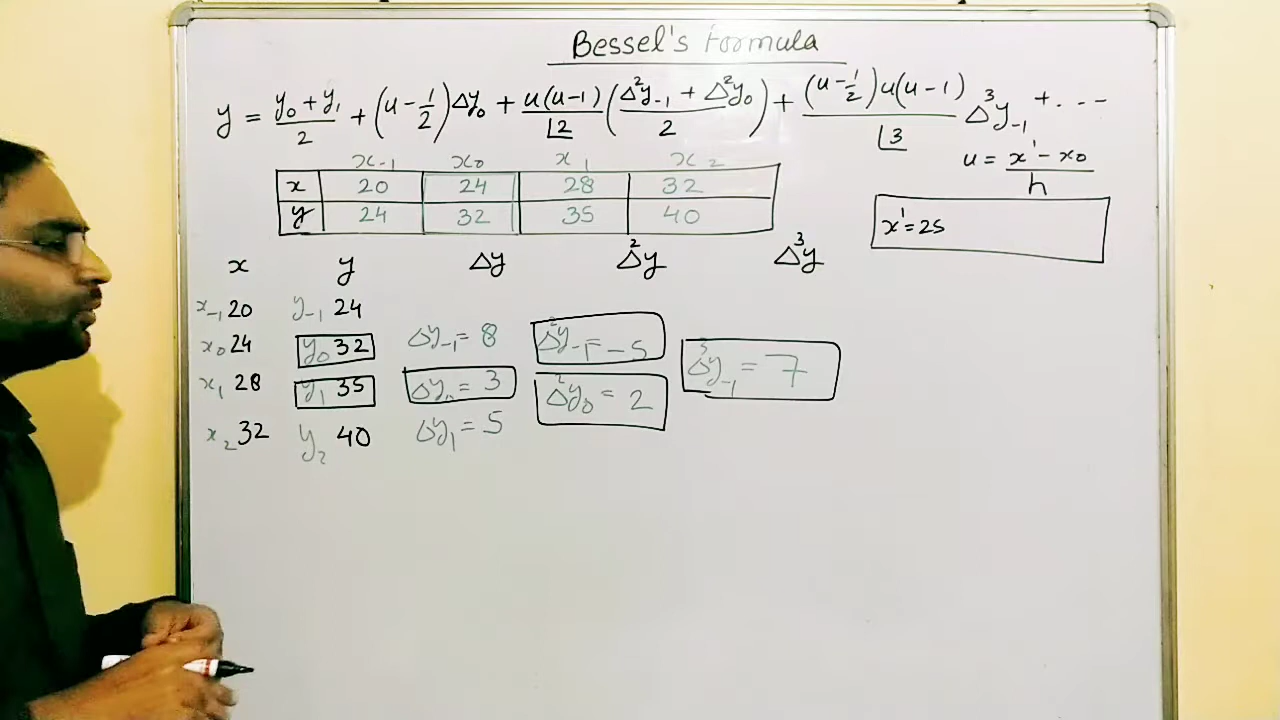 Bessel's Formula
y = (y₀ + y₁)/2 + (u - 1/2)Δy₀ + u(u-1)/⌊2 ((Δ²y₋₁ + Δ²y₀)/2) + (u - 1/2)u(u-1)/⌊3 Δ³y₋₁ + ...
u = (x' - x₀)/h
x₋₁ x₀ x₁ x₂
x 20 24 28 32
y 24 32 35 40
x' = 25
x y Δy Δ²y Δ³y
x₋₁ 20 y₋₁ 24
Δy₋₁ = 8
x₀ 24 y₀ 32 Δ²y₋₁ = -5
Δy₀ = 3 Δ³y₋₁ = 7
x₁ 28 y₁ 35 Δ²y₀ = 2
Δy₁ = 5
x₂ 32 y₂ 40